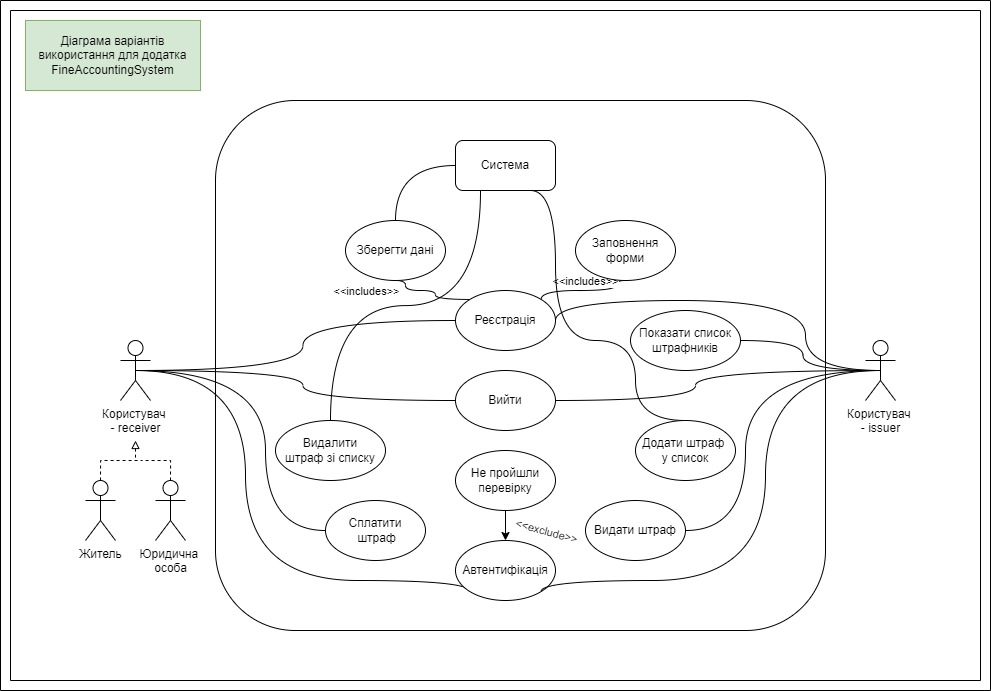 Діаграма варіантів
використання для додатка
FineAccountingSystem
Система
Зберегти дані
Заповнення
форми
<<includes>>
<<includes>>
Реєстрація
Показати список
штрафників
Вийти
Користувач
- receiver
Користувач
- issuer
Видалити
штраф зі списку
Додати штраф
у список
Не пройшли
перевірку
Сплатити
штраф
<<exclude>>
Видати штраф
Житель
Юридична
особа
Автентифікація